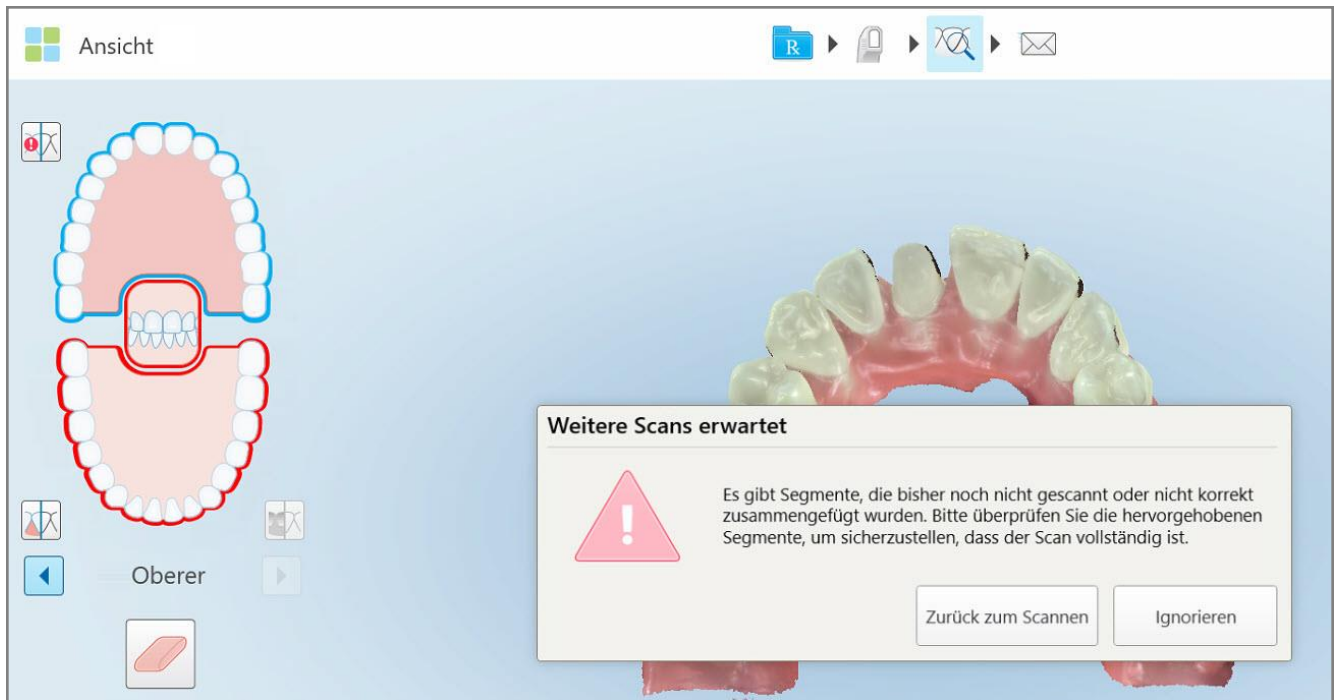 Ansicht
R
Weitere Scans erwartet
Es gibt Segmente, die bisher noch nicht gescannt oder nicht korrekt
zusammengefügt wurden. Bitte überprüfen Sie die hervorgehobenen
Segmente, um sicherzustellen, dass der Scan vollständig ist.
Oberer
Zurück zum Scannen
Ignorieren